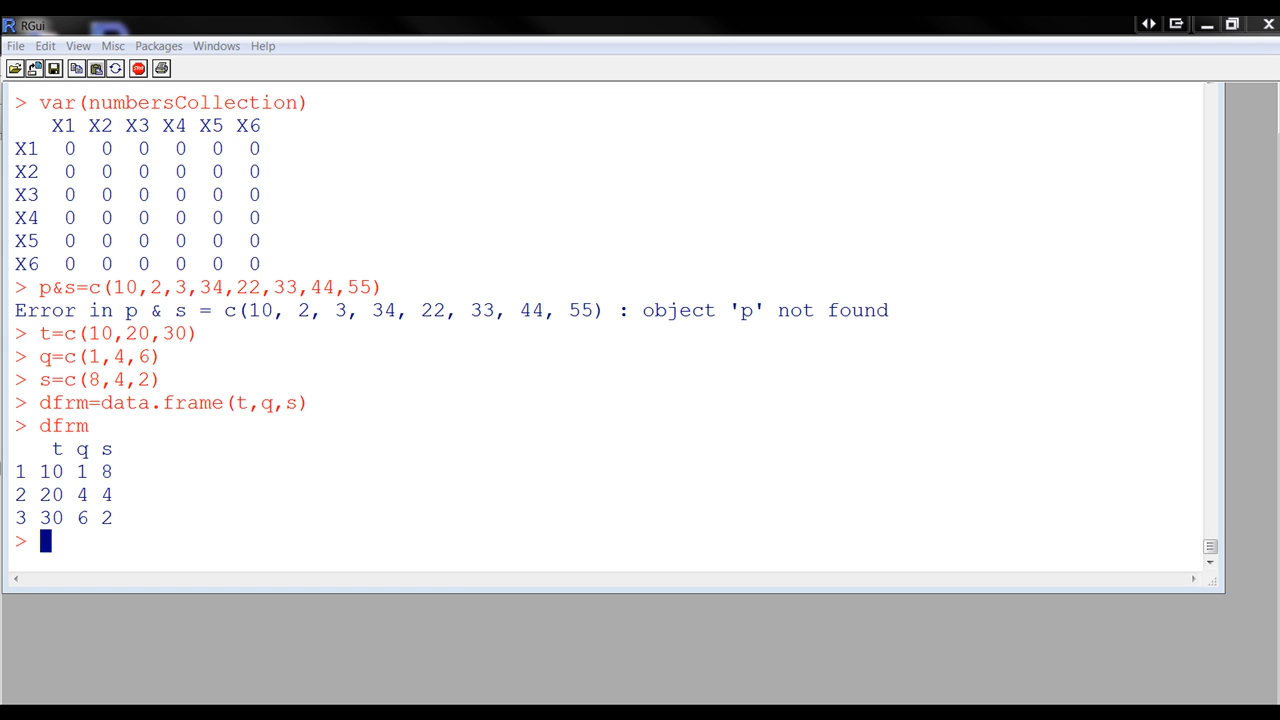 RGui
File Edit View Misc Packages Windows Help
STOP
> var(numbersCollection)
X1 X2 X3 X4 X5 X6
X1 0 0 0 0 0 0
X2 0 0 0 0 0 0
X3 0 0 0 0 0 0
X4 0 0 0 0 0 0
X5 0 0 0 0 0 0
X6 0 0 0 0 0 0
> p&s=c(10,2,3,34,22,33,44,55)
Error in p & s = c(10, 2, 3, 34, 22, 33, 44, 55) : object 'p' not found
> t=c(10,20,30)
> q=c(1,4,6)
> s=c(8,4,2)
> dfrm=data.frame(t,q,s)
> dfrm
t q s
1 10 1 8
2 20 4 4
3 30 6 2
>